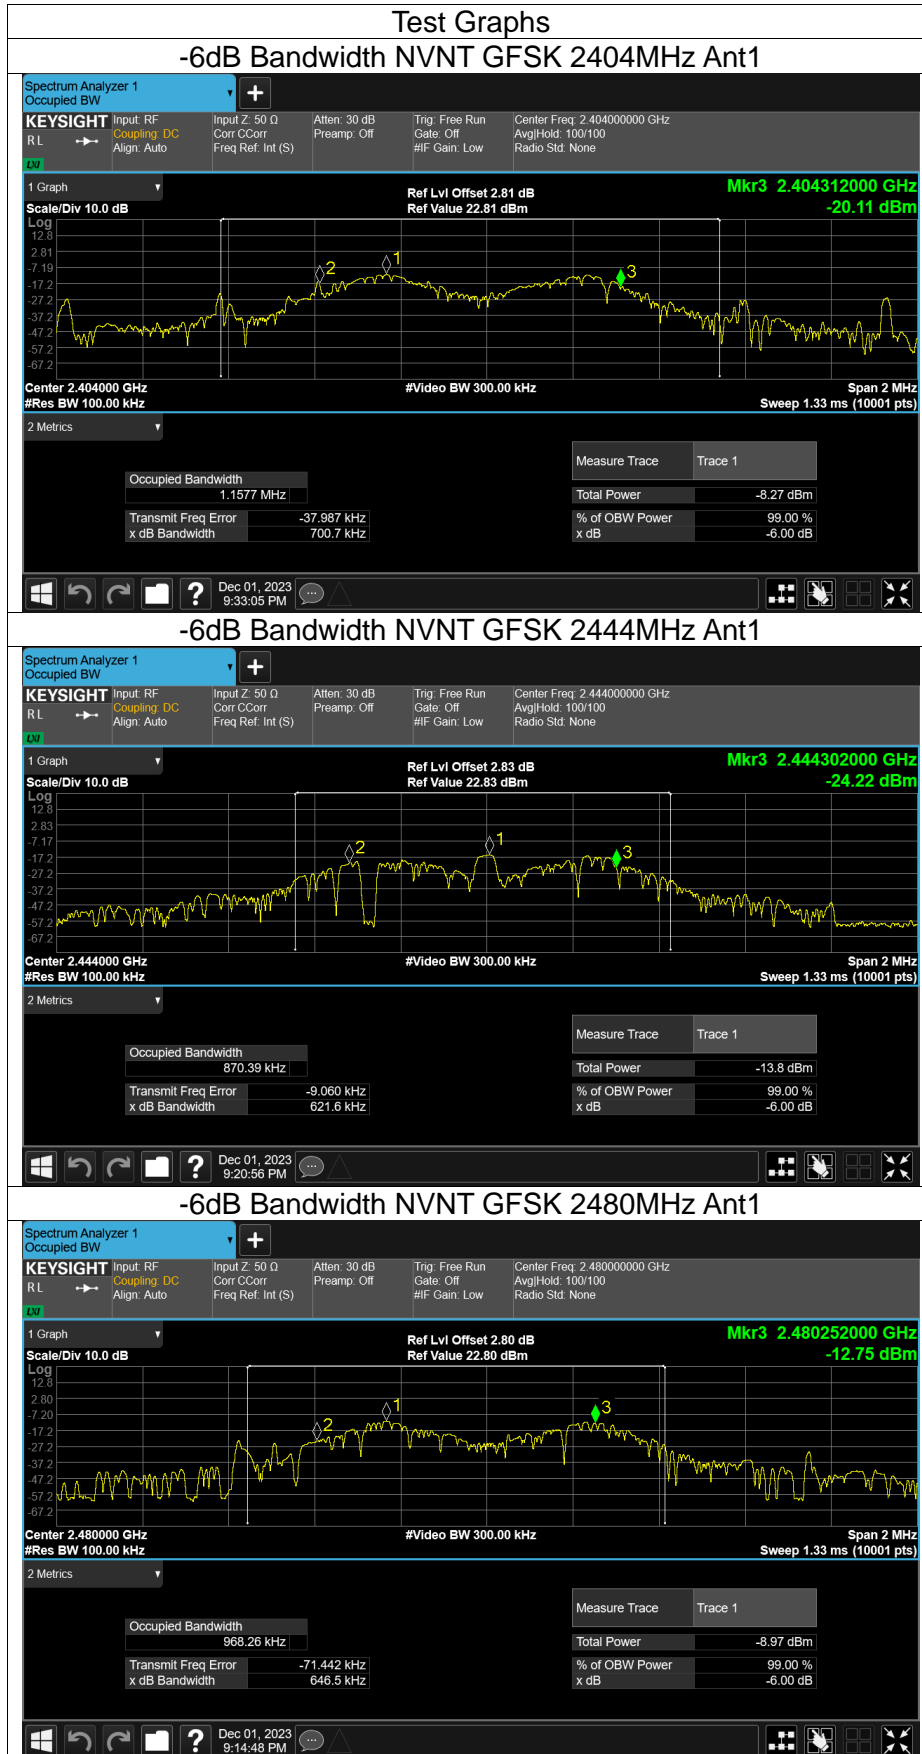 Test Graphs
-6dB Bandwidth NVNT GFSK 2404MHz Ant1
Spectrum Analyzer 1
Occupied BW
+
KEYSIGHT Input: RF Input Z: 50 Ω Atten: 30 dB Trig: Free Run Center Freq: 2.404000000 GHz
R L Coupling: DC Corr CCorr Preamp: Off Gate: Off Avg|Hold: 100/100
Align: Auto Freq Ref: Int (S) #IF Gain: Low Radio Std: None
LXI
1 Graph Ref Lvl Offset 2.81 dB Mkr3 2.404312000 GHz
Scale/Div 10.0 dB Ref Value 22.81 dBm -20.11 dBm
Log
12.8
2.81
-7.19
-17.2
-27.2
-37.2
-47.2
-57.2
-67.2
2 1 3
Center 2.404000 GHz #Video BW 300.00 kHz Span 2 MHz
#Res BW 100.00 kHz Sweep 1.33 ms (10001 pts)
2 Metrics
Measure Trace Trace 1
Occupied Bandwidth
1.1577 MHz Total Power -8.27 dBm
Transmit Freq Error -37.987 kHz % of OBW Power 99.00 %
x dB Bandwidth 700.7 kHz x dB -6.00 dB
? Dec 01, 2023
9:33:05 PM
-6dB Bandwidth NVNT GFSK 2444MHz Ant1
Spectrum Analyzer 1
Occupied BW
+
KEYSIGHT Input: RF Input Z: 50 Ω Atten: 30 dB Trig: Free Run Center Freq: 2.444000000 GHz
R L Coupling: DC Corr CCorr Preamp: Off Gate: Off Avg|Hold: 100/100
Align: Auto Freq Ref: Int (S) #IF Gain: Low Radio Std: None
LXI
1 Graph Ref Lvl Offset 2.83 dB Mkr3 2.444302000 GHz
Scale/Div 10.0 dB Ref Value 22.83 dBm -24.22 dBm
Log
12.8
2.83
-7.17
-17.2
-27.2
-37.2
-47.2
-57.2
-67.2
2 1 3
Center 2.444000 GHz #Video BW 300.00 kHz Span 2 MHz
#Res BW 100.00 kHz Sweep 1.33 ms (10001 pts)
2 Metrics
Measure Trace Trace 1
Occupied Bandwidth
870.39 kHz Total Power -13.8 dBm
Transmit Freq Error -9.060 kHz % of OBW Power 99.00 %
x dB Bandwidth 621.6 kHz x dB -6.00 dB
? Dec 01, 2023
9:20:56 PM
-6dB Bandwidth NVNT GFSK 2480MHz Ant1
Spectrum Analyzer 1
Occupied BW
+
KEYSIGHT Input: RF Input Z: 50 Ω Atten: 30 dB Trig: Free Run Center Freq: 2.480000000 GHz
R L Coupling: DC Corr CCorr Preamp: Off Gate: Off Avg|Hold: 100/100
Align: Auto Freq Ref: Int (S) #IF Gain: Low Radio Std: None
LXI
1 Graph Ref Lvl Offset 2.80 dB Mkr3 2.480252000 GHz
Scale/Div 10.0 dB Ref Value 22.80 dBm -12.75 dBm
Log
12.8
2.80
-7.20
-17.2
-27.2
-37.2
-47.2
-57.2
-67.2
2 1 3
Center 2.480000 GHz #Video BW 300.00 kHz Span 2 MHz
#Res BW 100.00 kHz Sweep 1.33 ms (10001 pts)
2 Metrics
Measure Trace Trace 1
Occupied Bandwidth
968.26 kHz Total Power -8.97 dBm
Transmit Freq Error -71.442 kHz % of OBW Power 99.00 %
x dB Bandwidth 646.5 kHz x dB -6.00 dB
? Dec 01, 2023
9:14:48 PM